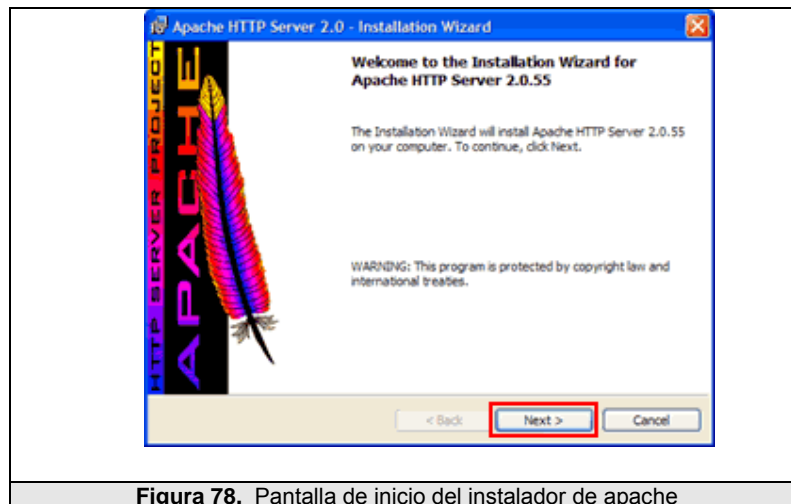 Apache HTTP Server 2.0 - Installation Wizard
HTTP SERVER PROJECT
APACHE
Welcome to the Installation Wizard for
Apache HTTP Server 2.0.55
The Installation Wizard will install Apache HTTP Server 2.0.55
on your computer. To continue, click Next.
WARNING: This program is protected by copyright law and
international treaties.
< Back
Next >
Cancel
Figura 78. Pantalla de inicio del instalador de apache